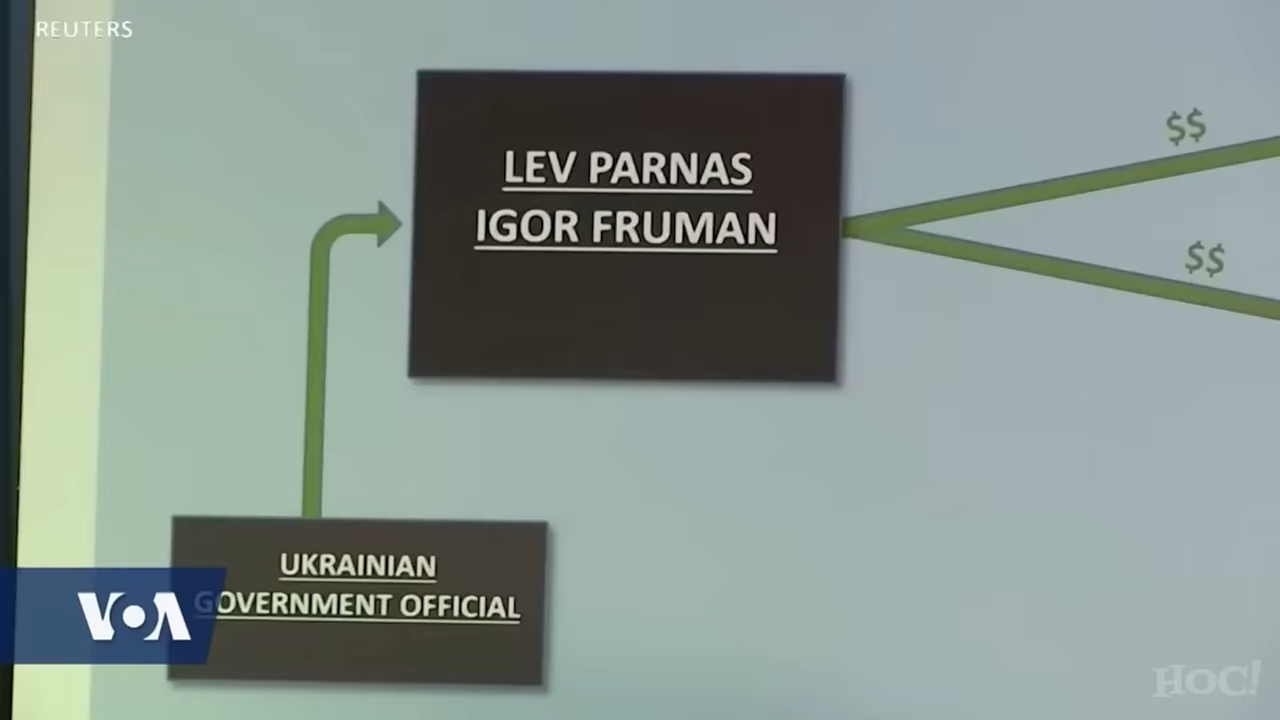 REUTERS
$$
LEV PARNAS
IGOR FRUMAN
$$
UKRAINIAN
GOVERNMENT OFFICIAL
VOA
HOC!